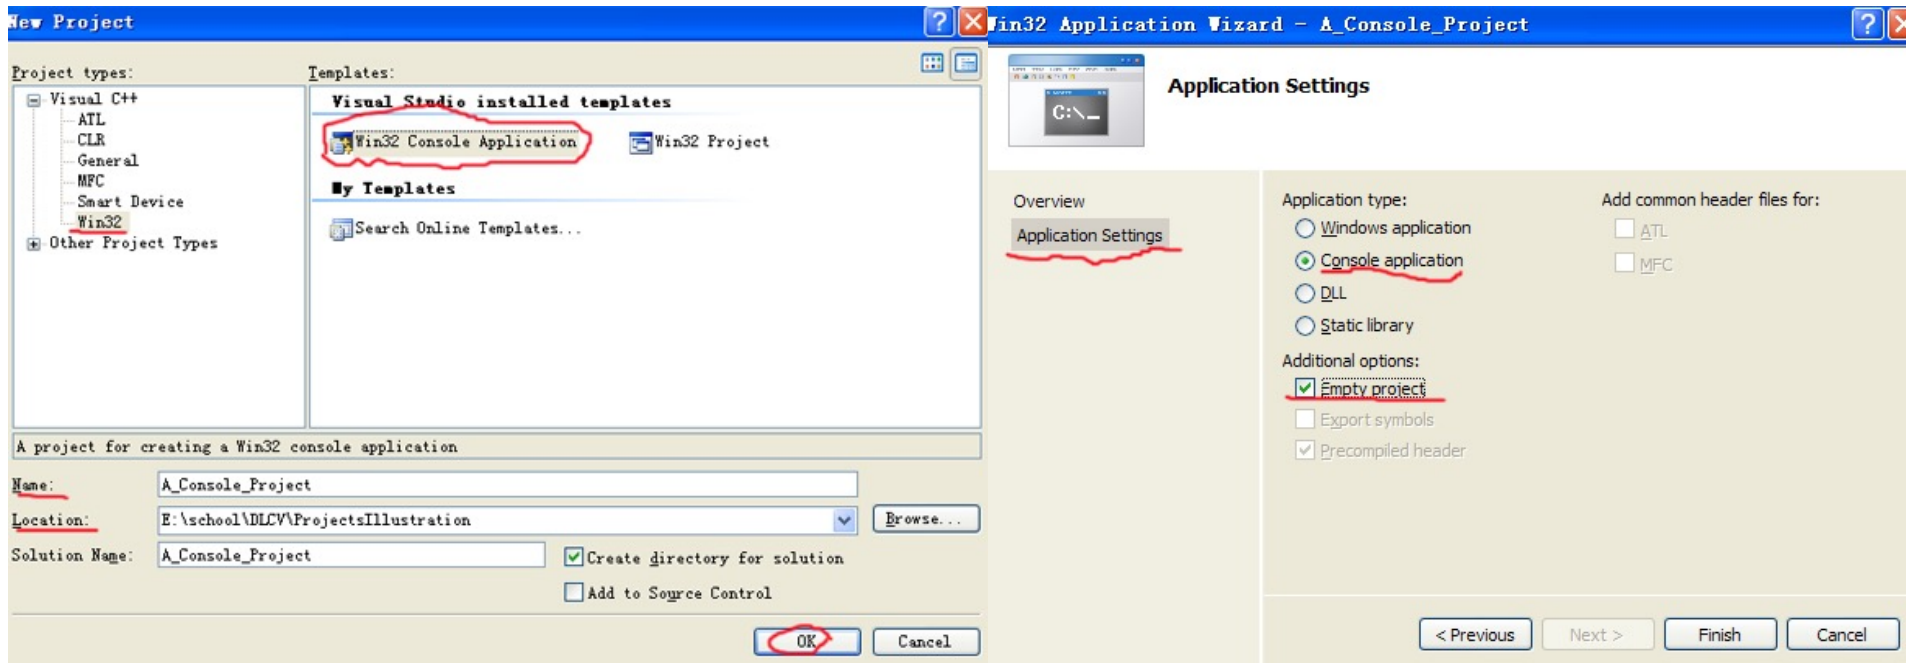 New Project
Project types:
Templates:
Visual C++
ATL
CLR
General
MFC
Smart Device
Win32
Other Project Types
Visual Studio installed templates
Win32 Console Application
Win32 Project
My Templates
Search Online Templates...
A project for creating a Win32 console application
Name:
A_Console_Project
Location:
E:\school\DLCV\ProjectsIllustration
Browse...
Solution Name:
A_Console_Project
Create directory for solution
Add to Source Control
OK
Cancel
Win32 Application Wizard - A_Console_Project
C:\_
Application Settings
Overview
Application Settings
Application type:
Windows application
Console application
DLL
Static library
Additional options:
Empty project
Export symbols
Precompiled header
Add common header files for:
ATL
MFC
< Previous
Next >
Finish
Cancel